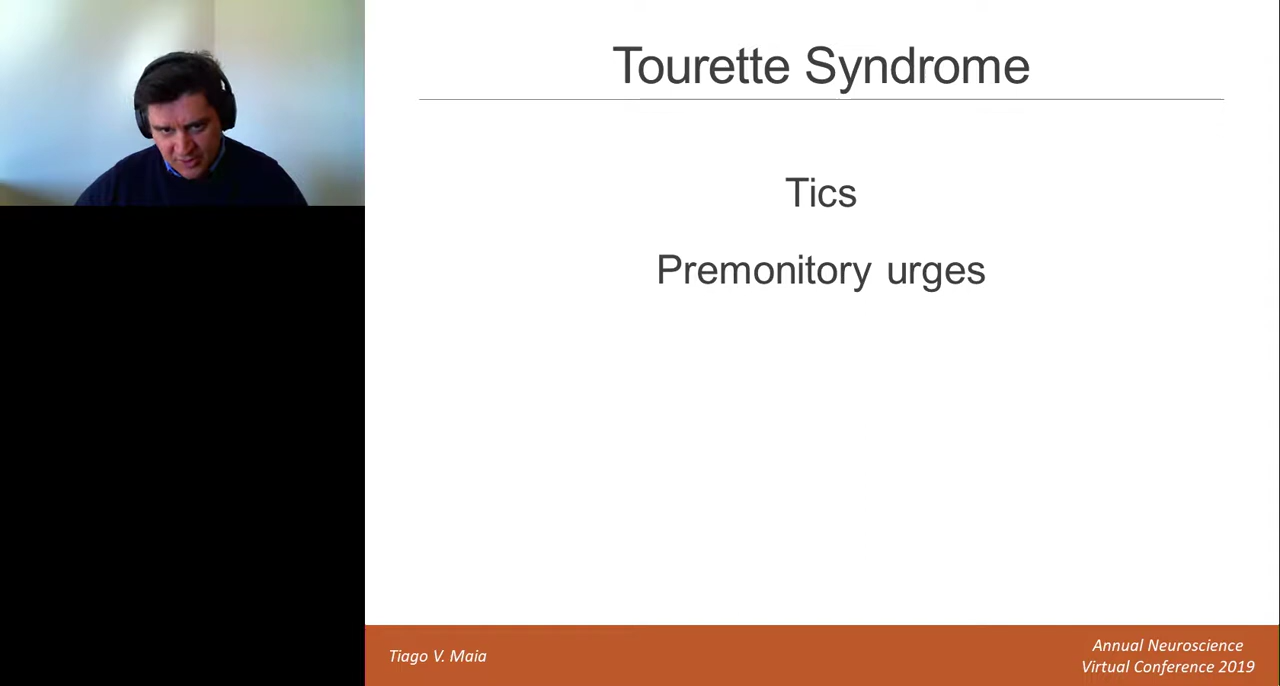 Tourette Syndrome
Tics
Premonitory urges
Tiago V. Maia
Annual Neuroscience
Virtual Conference 2019